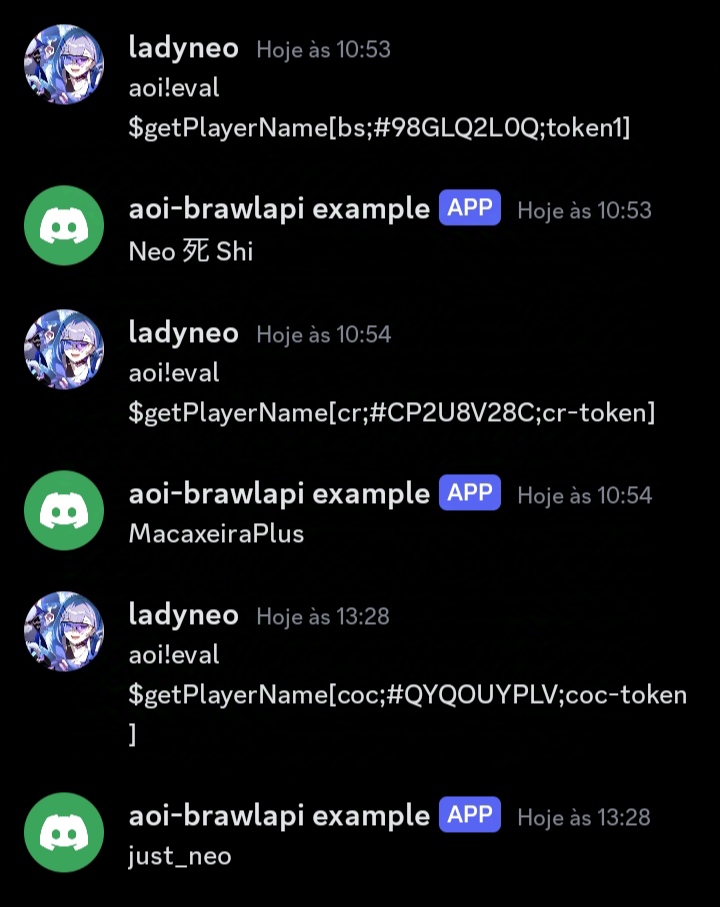 ladyneo Hoje às 10:53
aoi!eval
$getPlayerName[bs;#98GLQ2L0Q;token1]
aoi-brawlapi example APP Hoje às 10:53
Neo 死 Shi
ladyneo Hoje às 10:54
aoi!eval
$getPlayerName[cr;#CP2U8V28C;cr-token]
aoi-brawlapi example APP Hoje às 10:54
MacaxeiraPlus
ladyneo Hoje às 13:28
aoi!eval
$getPlayerName[coc;#QYQOUYPLV;coc-token
]
aoi-brawlapi example APP Hoje às 13:28
just_neo